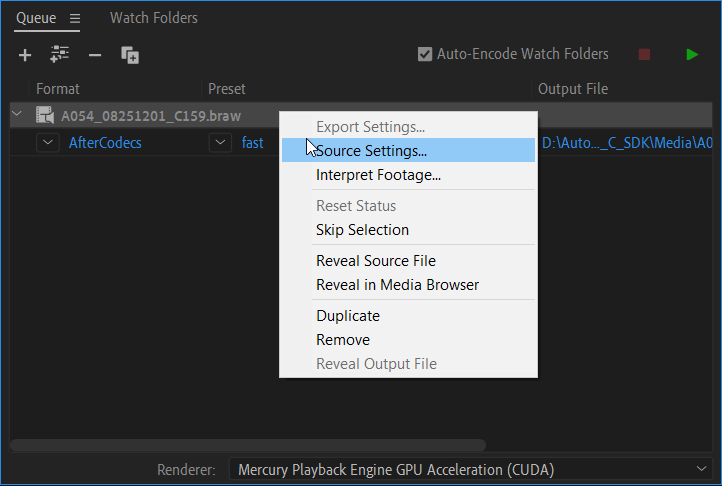 Queue ☰ Watch Folders
Auto-Encode Watch Folders
Format Preset Output File
A054_08251201_C159.braw
AfterCodecs fast D:\Auto..._C_SDK\Media\A0
Export Settings...
Source Settings...
Interpret Footage...
Reset Status
Skip Selection
Reveal Source File
Reveal in Media Browser
Duplicate
Remove
Reveal Output File
Renderer: Mercury Playback Engine GPU Acceleration (CUDA)